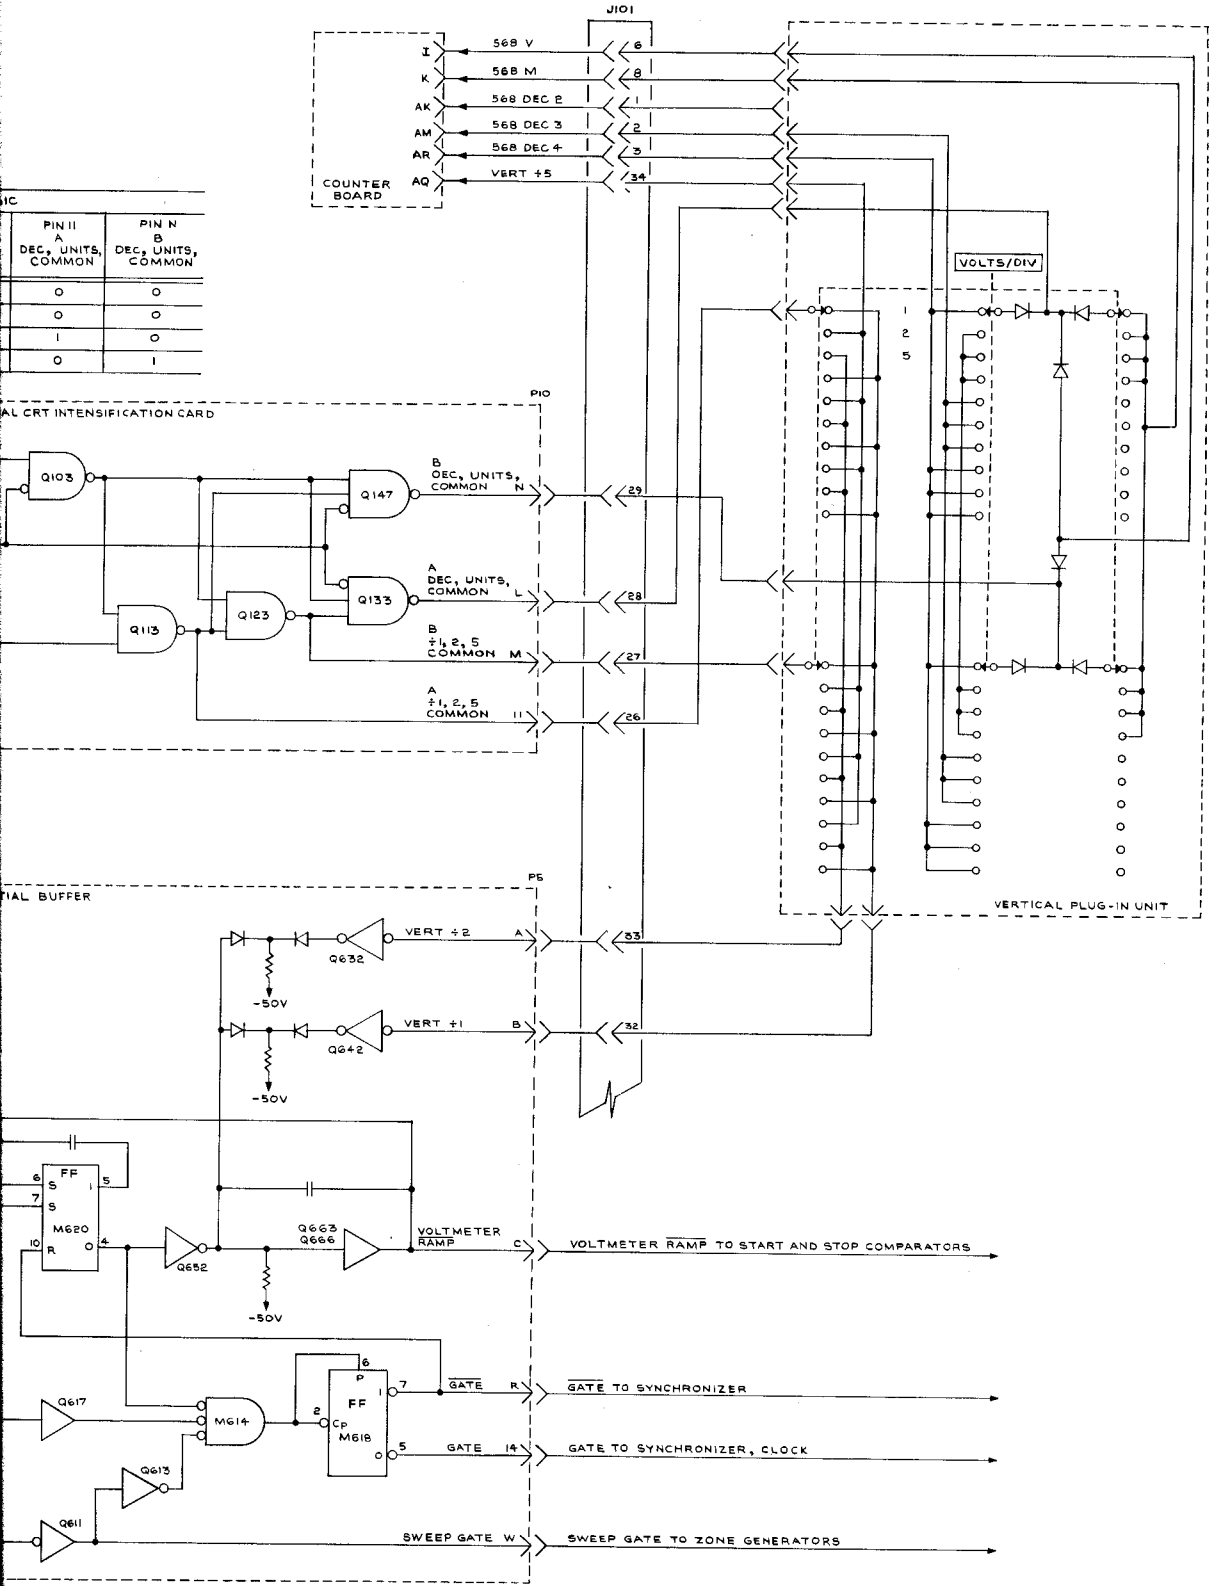 J101
I 568 V 6
K 568 M 8
AK 568 DEC 2 1
AM 568 DEC 3 2
AR 568 DEC 4 3
AQ VERT ÷5 34
COUNTER
BOARD
IC
PIN 11
A
DEC, UNITS,
COMMON
PIN N
B
DEC, UNITS,
COMMON
0 0
0 0
1 0
0 1
VOLTS/DIV
1
2
5
AL CRT INTENSIFICATION CARD
P10
Q103
Q147
B
DEC, UNITS,
COMMON N
29
Q113
Q123
Q133
A
DEC, UNITS,
COMMON L
28
B
÷1, 2, 5
COMMON M
27
A
÷1, 2, 5
COMMON 11
26
VERTICAL PLUG-IN UNIT
TIAL BUFFER
P5
Q632
VERT ÷2 A
33
-50V
Q642
VERT ÷1 B
32
-50V
FF
6 S 1 5
7 S
M620
10 R 0 4
Q652
-50V
Q663
Q666
VOLTMETER
RAMP C
VOLTMETER RAMP TO START AND STOP COMPARATORS
Q617
M614
6
P
1 7
FF
2 Cp
M618
0 5
GATE R
GATE TO SYNCHRONIZER
GATE 14
GATE TO SYNCHRONIZER, CLOCK
Q613
Q611
SWEEP GATE W
SWEEP GATE TO ZONE GENERATORS